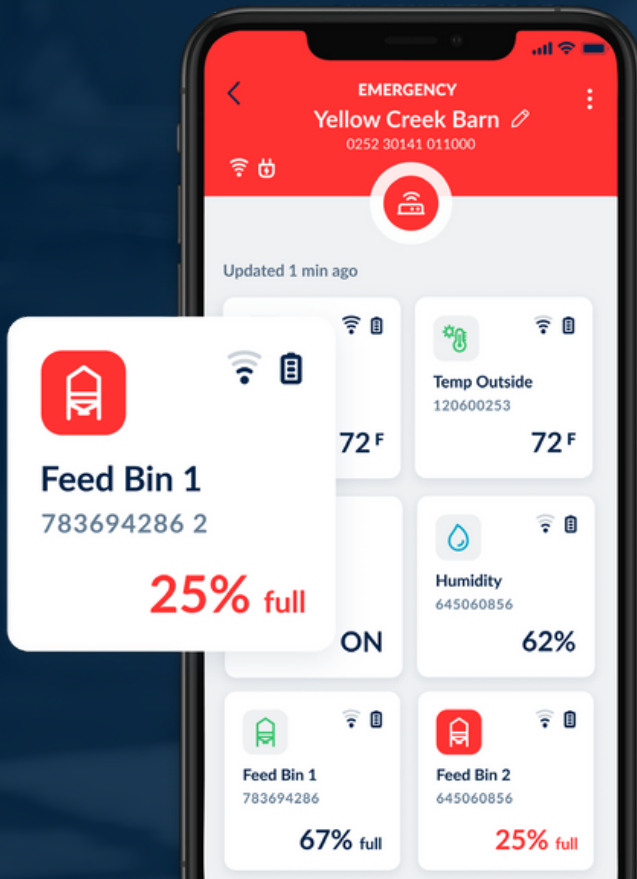 EMERGENCY
Yellow Creek Barn
0252 30141 011000
Updated 1 min ago
72 F
Temp Outside
120600253
72 F
Feed Bin 1
783694286 2
25% full
ON
Humidity
645060856
62%
Feed Bin 1
783694286
67% full
Feed Bin 2
645060856
25% full